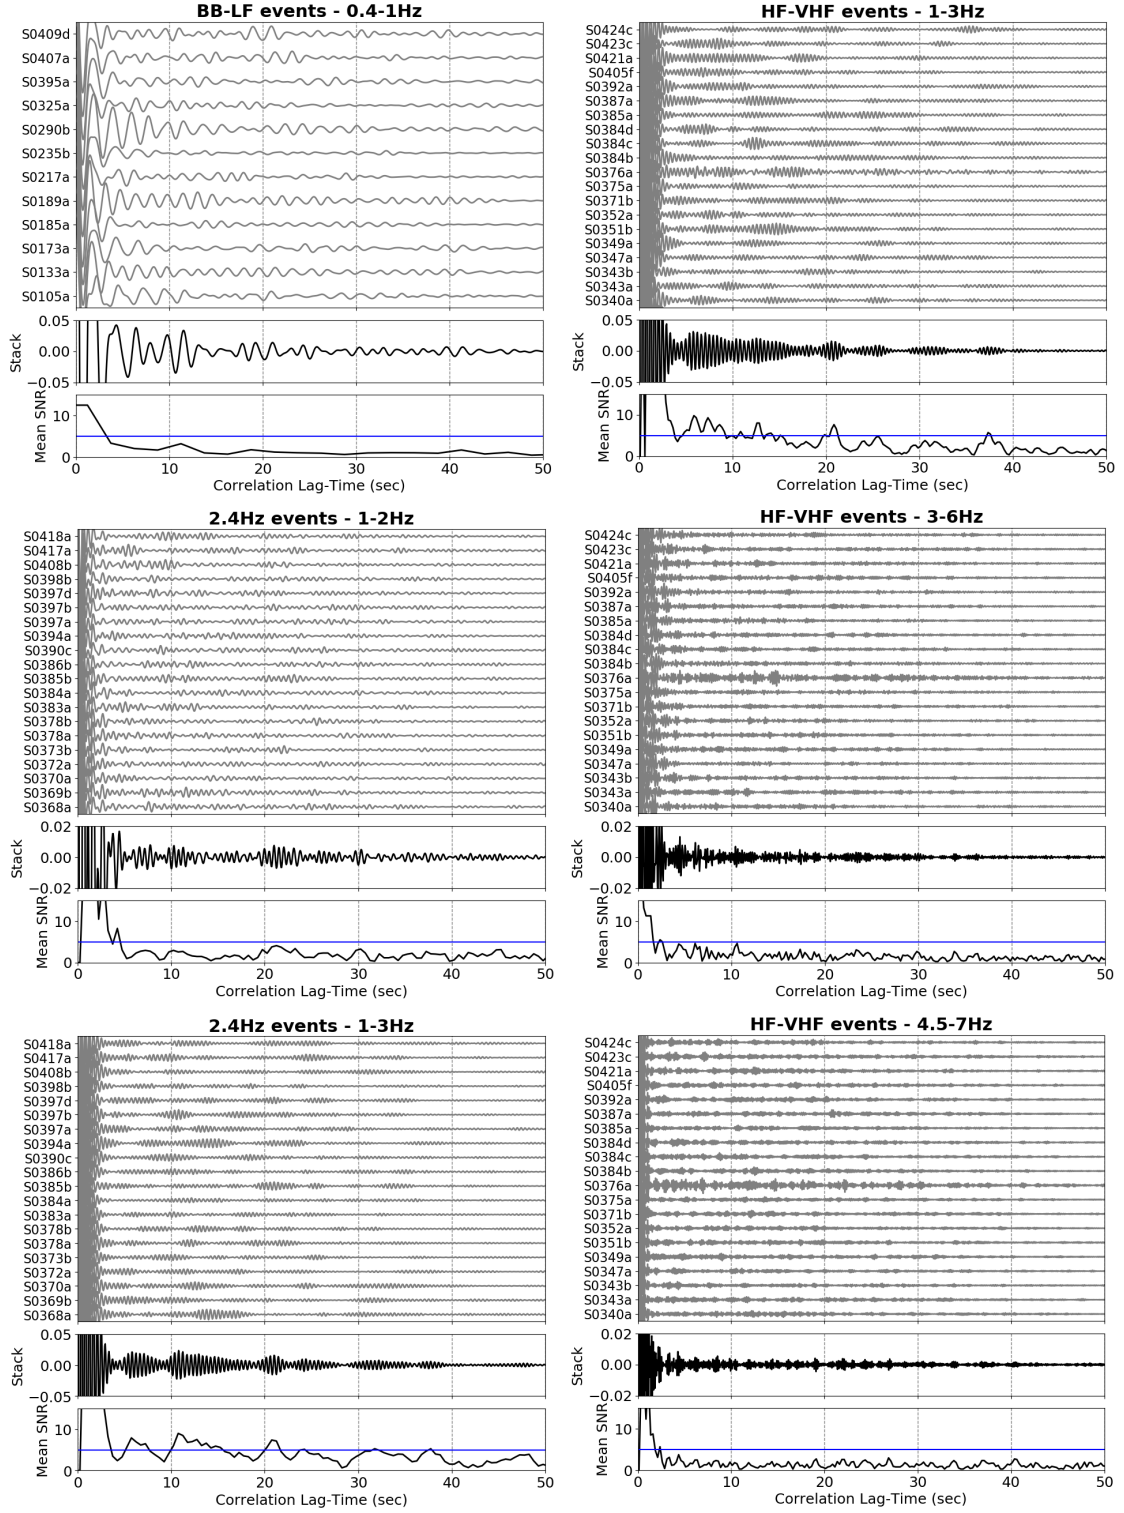 BB-LF events - 0.4-1Hz
S0409d
S0407a
S0395a
S0325a
S0290b
S0235b
S0217a
S0189a
S0185a
S0173a
S0133a
S0105a
0.05
0.00
−0.05
Stack
10
0
Mean SNR
0 10 20 30 40 50
Correlation Lag-Time (sec)
HF-VHF events - 1-3Hz
S0424c
S0423c
S0421a
S0405f
S0392a
S0387a
S0385a
S0384d
S0384c
S0384b
S0376a
S0375a
S0371b
S0352a
S0351b
S0349a
S0347a
S0343b
S0343a
S0340a
0.05
0.00
−0.05
Stack
10
0
Mean SNR
0 10 20 30 40 50
Correlation Lag-Time (sec)
2.4Hz events - 1-2Hz
S0418a
S0417a
S0408b
S0398b
S0397d
S0397b
S0397a
S0394a
S0390c
S0386b
S0385b
S0384a
S0383a
S0378b
S0378a
S0373b
S0372a
S0370a
S0369b
S0368a
0.02
0.00
−0.02
Stack
10
0
Mean SNR
0 10 20 30 40 50
Correlation Lag-Time (sec)
HF-VHF events - 3-6Hz
S0424c
S0423c
S0421a
S0405f
S0392a
S0387a
S0385a
S0384d
S0384c
S0384b
S0376a
S0375a
S0371b
S0352a
S0351b
S0349a
S0347a
S0343b
S0343a
S0340a
0.02
0.00
−0.02
Stack
10
0
Mean SNR
0 10 20 30 40 50
Correlation Lag-Time (sec)
2.4Hz events - 1-3Hz
S0418a
S0417a
S0408b
S0398b
S0397d
S0397b
S0397a
S0394a
S0390c
S0386b
S0385b
S0384a
S0383a
S0378b
S0378a
S0373b
S0372a
S0370a
S0369b
S0368a
0.05
0.00
−0.05
Stack
10
0
Mean SNR
0 10 20 30 40 50
Correlation Lag-Time (sec)
HF-VHF events - 4.5-7Hz
S0424c
S0423c
S0421a
S0405f
S0392a
S0387a
S0385a
S0384d
S0384c
S0384b
S0376a
S0375a
S0371b
S0352a
S0351b
S0349a
S0347a
S0343b
S0343a
S0340a
0.02
0.00
−0.02
Stack
10
0
Mean SNR
0 10 20 30 40 50
Correlation Lag-Time (sec)